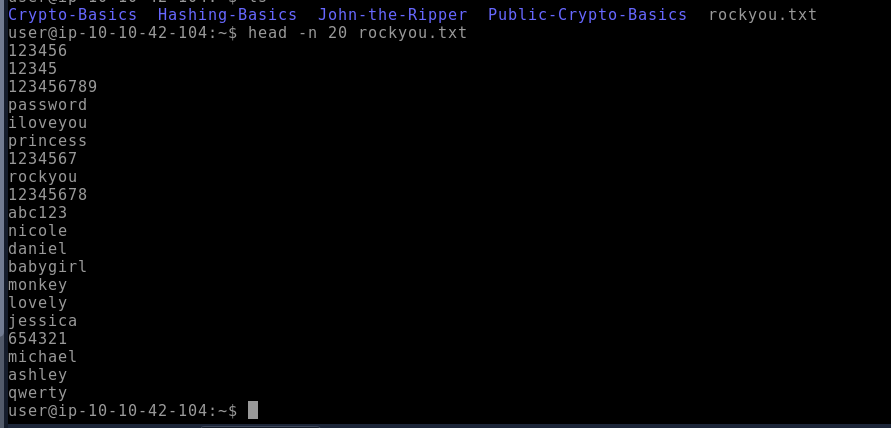 Crypto-Basics  Hashing-Basics  John-the-Ripper  Public-Crypto-Basics  rockyou.txt
user@ip-10-10-42-104:~$ head -n 20 rockyou.txt
123456
12345
123456789
password
iloveyou
princess
1234567
rockyou
12345678
abc123
nicole
daniel
babygirl
monkey
lovely
jessica
654321
michael
ashley
qwerty
user@ip-10-10-42-104:~$